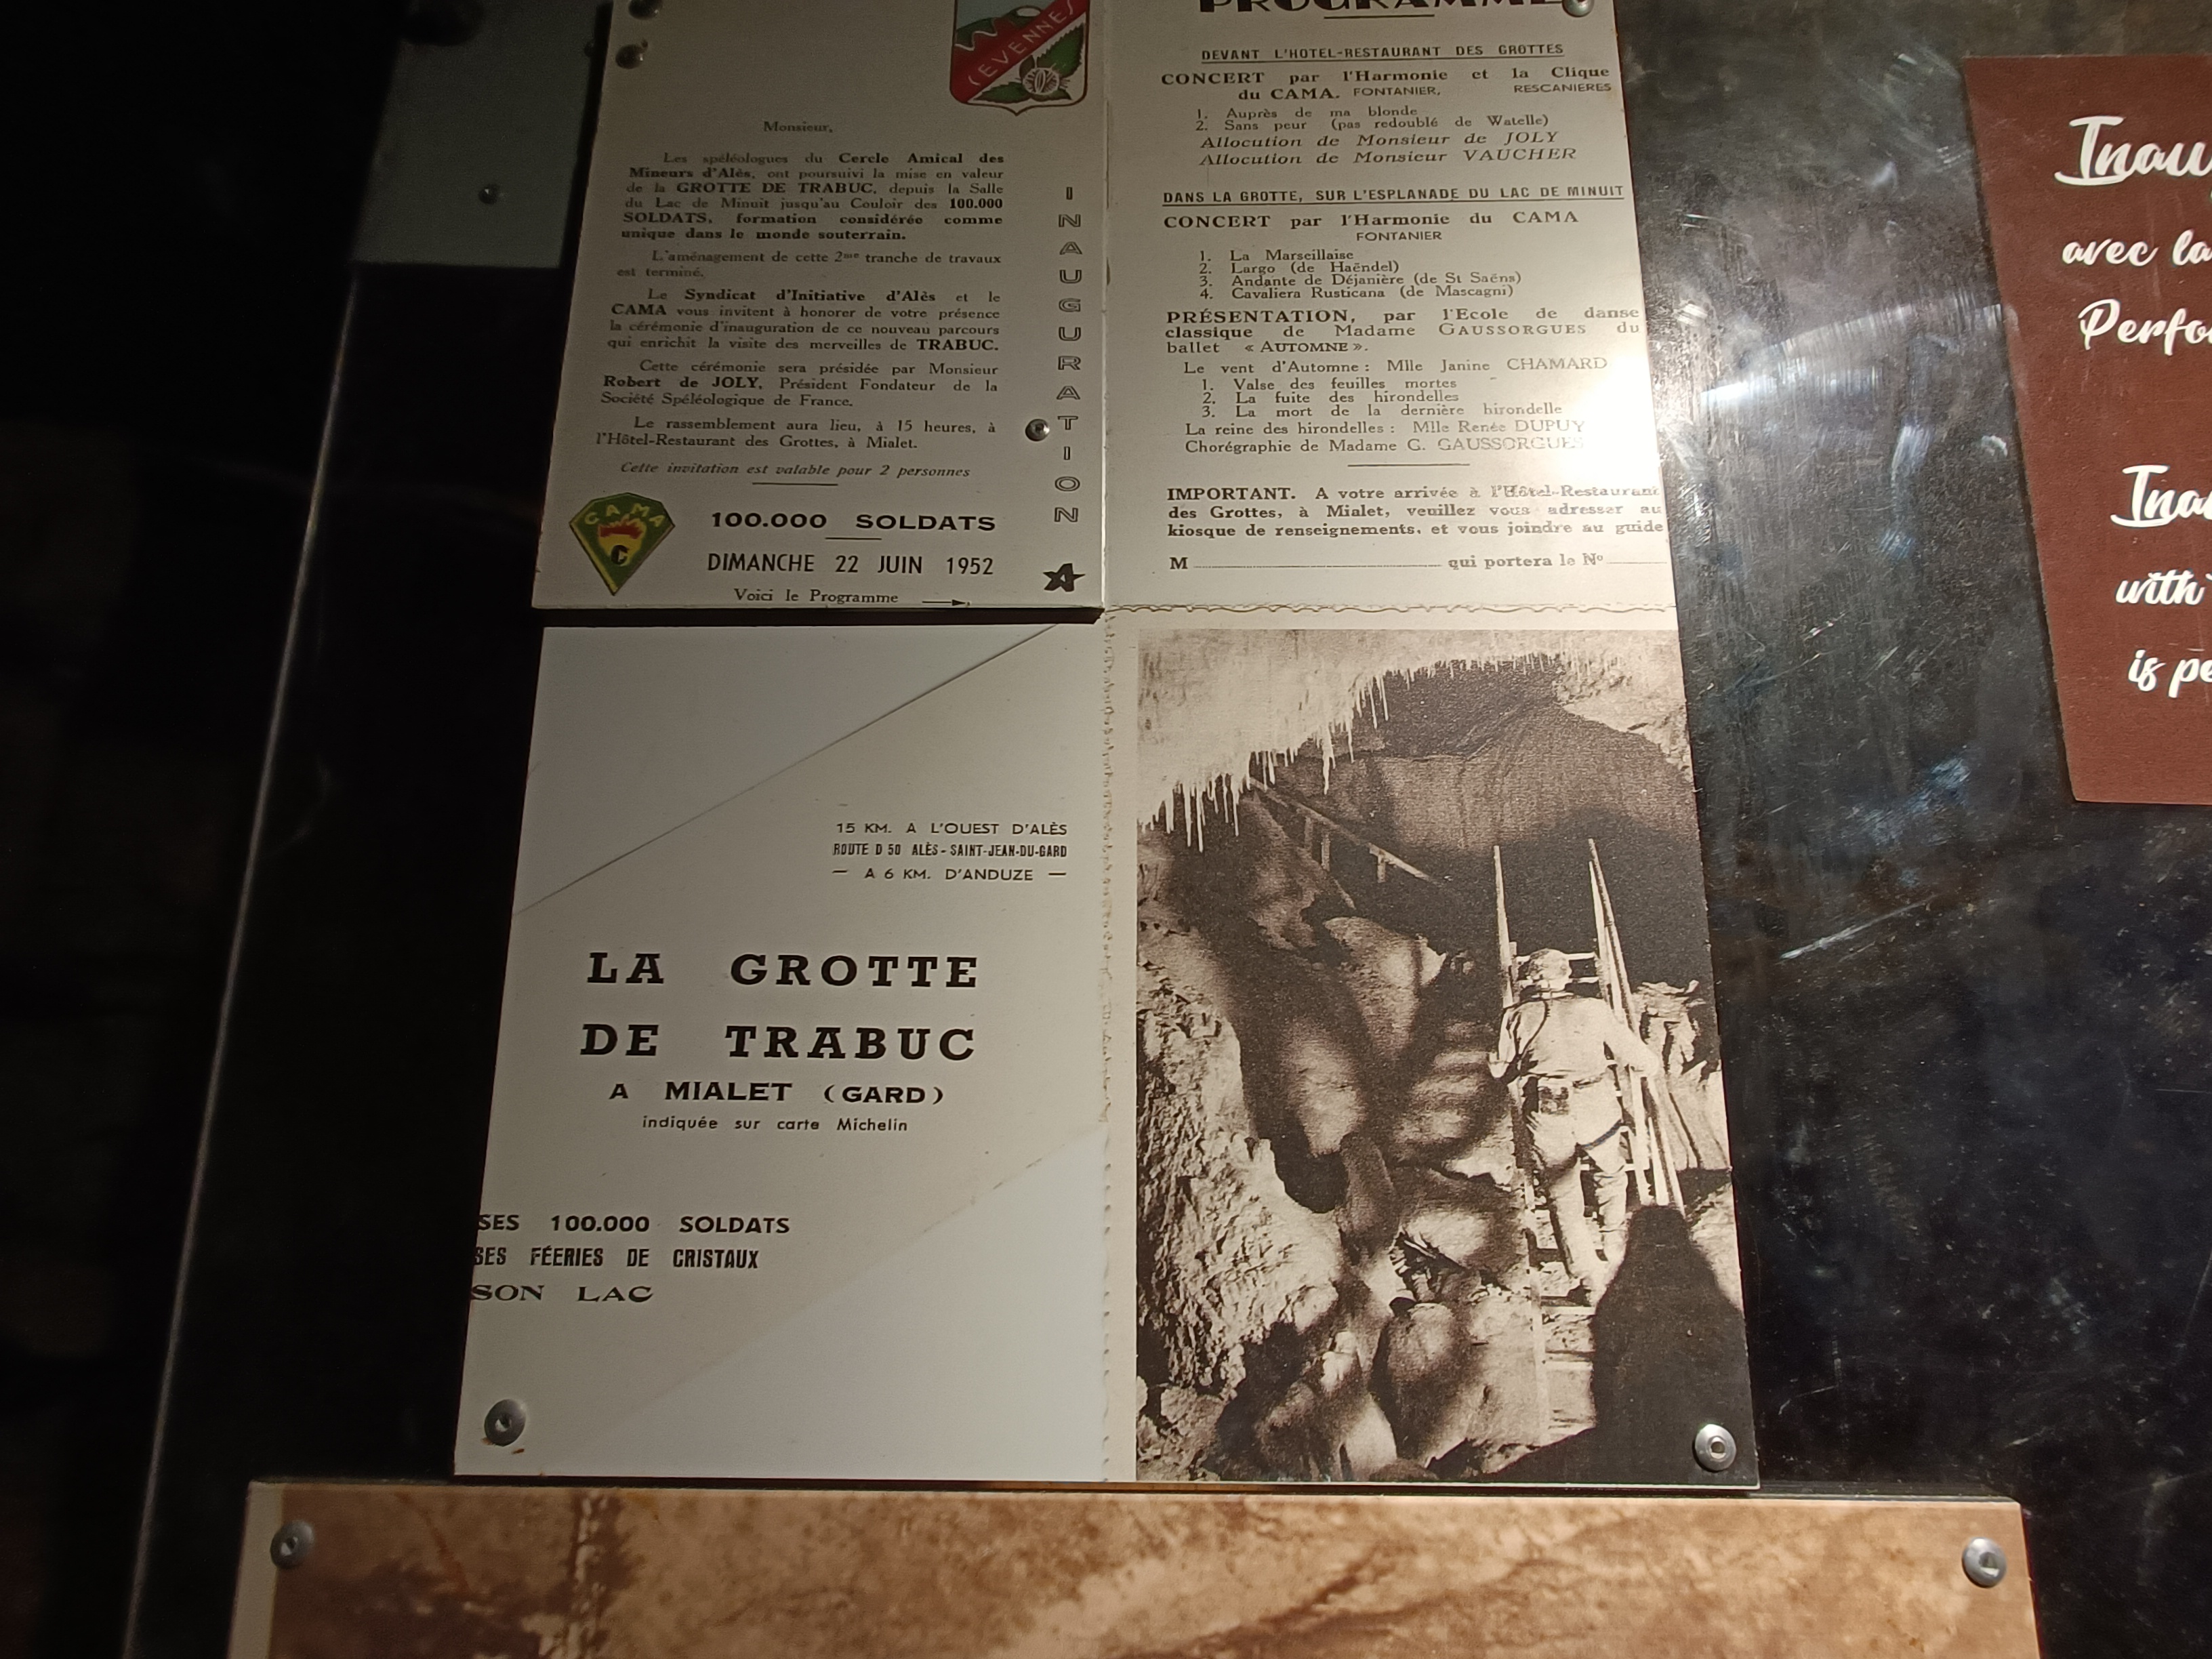 CEVENNES
Monsieur,
Les spéléologues du Cercle Amical des
Mineurs d'Alès, ont poursuivi la mise en valeur
de la GROTTE DE TRABUC, depuis la Salle
du Lac de Minuit jusqu'au Couloir des 100.000
SOLDATS, formation considérée comme
unique dans le monde souterrain.
L'aménagement de cette 2me tranche de travaux
est terminé.
Le Syndicat d'Initiative d'Alès et le
CAMA vous invitent à honorer de votre présence
la cérémonie d'inauguration de ce nouveau parcours
qui enrichit la visite des merveilles de TRABUC.
Cette cérémonie sera présidée par Monsieur
Robert de JOLY, Président Fondateur de la
Société Spéléologique de France.
Le rassemblement aura lieu, à 15 heures, à
l'Hôtel-Restaurant des Grottes, à Mialet.
Cette invitation est valable pour 2 personnes
CAMA
C
100.000 SOLDATS
DIMANCHE 22 JUIN 1952
Voici le Programme
INAUGURATION
A
PROGRAMME
DEVANT L'HOTEL-RESTAURANT DES GROTTES
CONCERT par l'Harmonie et la Clique
du CAMA. FONTANIER, RESCANIERES
1. Auprès de ma blonde
2. Sans peur (pas redoublé de Watelle)
Allocution de Monsieur de JOLY
Allocution de Monsieur VAUCHER
DANS LA GROTTE, SUR L'ESPLANADE DU LAC DE MINUIT
CONCERT par l'Harmonie du CAMA
FONTANIER
1. La Marseillaise
2. Largo (de Haëndel)
3. Andante de Déjanière (de St Saëns)
4. Cavaliera Rusticana (de Mascagni)
PRÉSENTATION, par l'Ecole de danse
classique de Madame GAUSSORGUES du
ballet « AUTOMNE ».
Le vent d'Automne : Mlle Janine CHAMARD
1. Valse des feuilles mortes
2. La fuite des hirondelles
3. La mort de la dernière hirondelle
La reine des hirondelles : Mlle Renée DUPUY
Chorégraphie de Madame G. GAUSSORGUES
IMPORTANT. A votre arrivée à l'Hôtel-Restaurant
des Grottes, à Mialet, veuillez vous adresser au
kiosque de renseignements, et vous joindre au guide
M qui portera le No
15 KM. A L'OUEST D'ALÈS
ROUTE D 50 ALÈS - SAINT-JEAN-DU-GARD
— A 6 KM. D'ANDUZE —
LA GROTTE
DE TRABUC
A MIALET (GARD)
indiquée sur carte Michelin
SES 100.000 SOLDATS
SES FÉERIES DE CRISTAUX
SON LAC
avec la
with